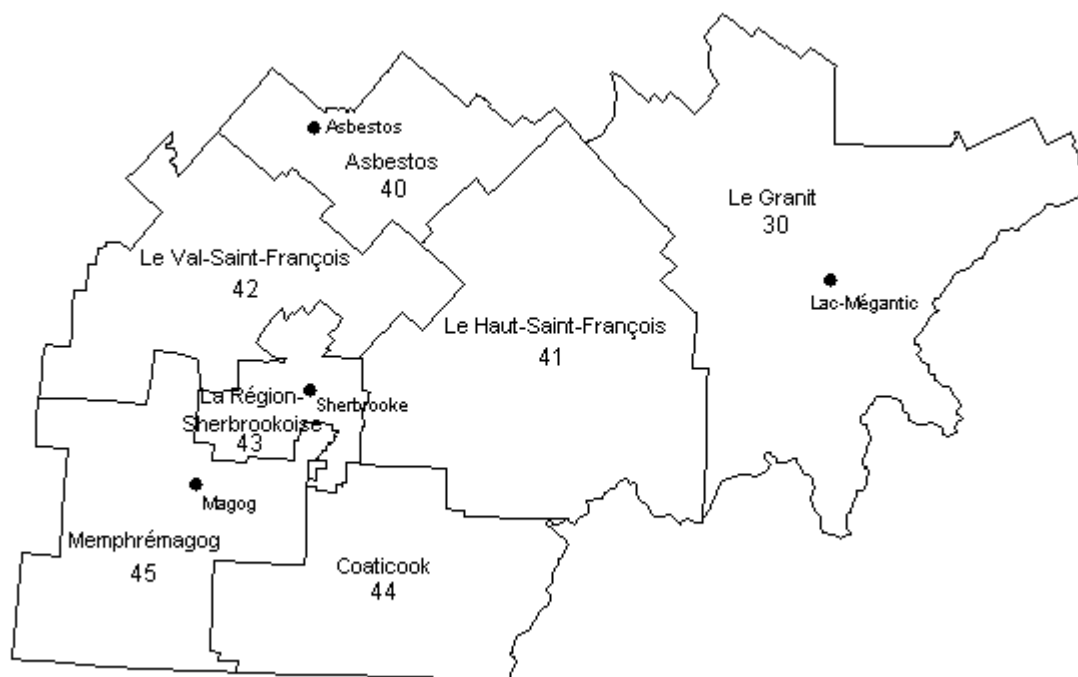 Asbestos
Asbestos
40
Le Granit
30
Le Val-Saint-François
42
Lac-Mégantic
Le Haut-Saint-François
41
La Région-
Sherbrookoise
43
Sherbrooke
Magog
Memphrémagog
45
Coaticook
44